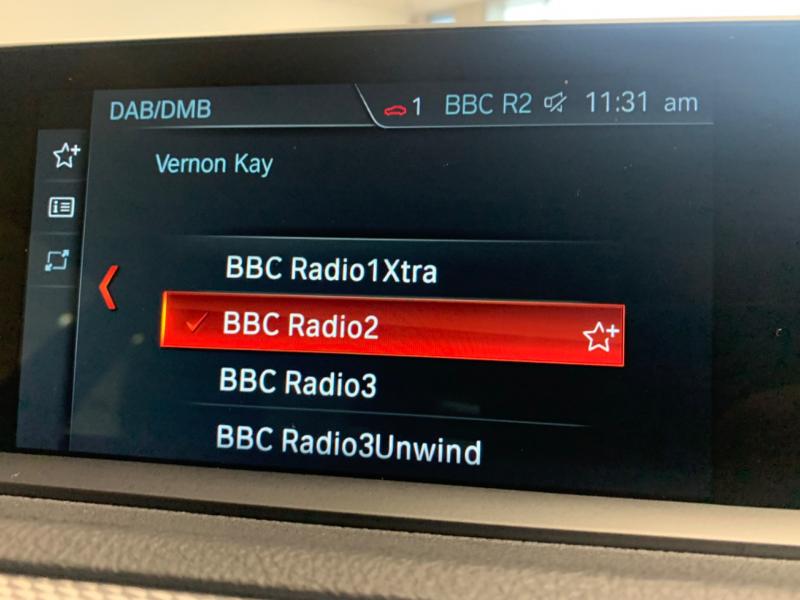 DAB/DMB 1 BBC R2 11:31 am
Vernon Kay
BBC Radio1Xtra
BBC Radio2
BBC Radio3
BBC Radio3Unwind